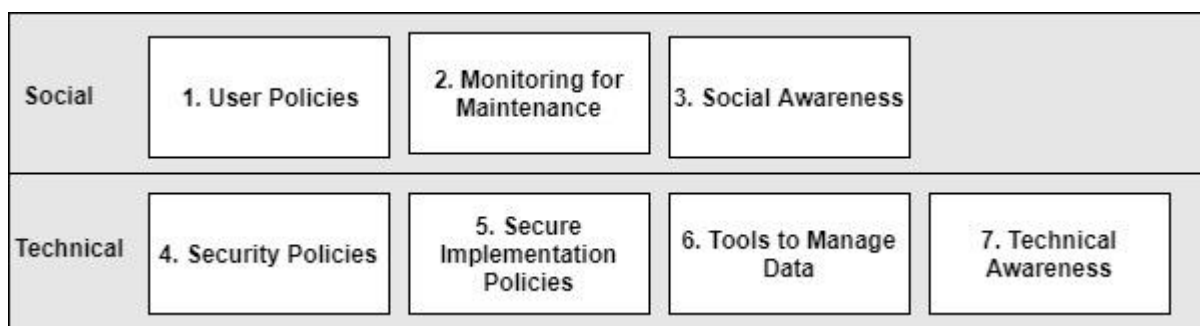 Social
1. User Policies
2. Monitoring for
Maintenance
3. Social Awareness
Technical
4. Security Policies
5. Secure
Implementation
Policies
6. Tools to Manage
Data
7. Technical
Awareness